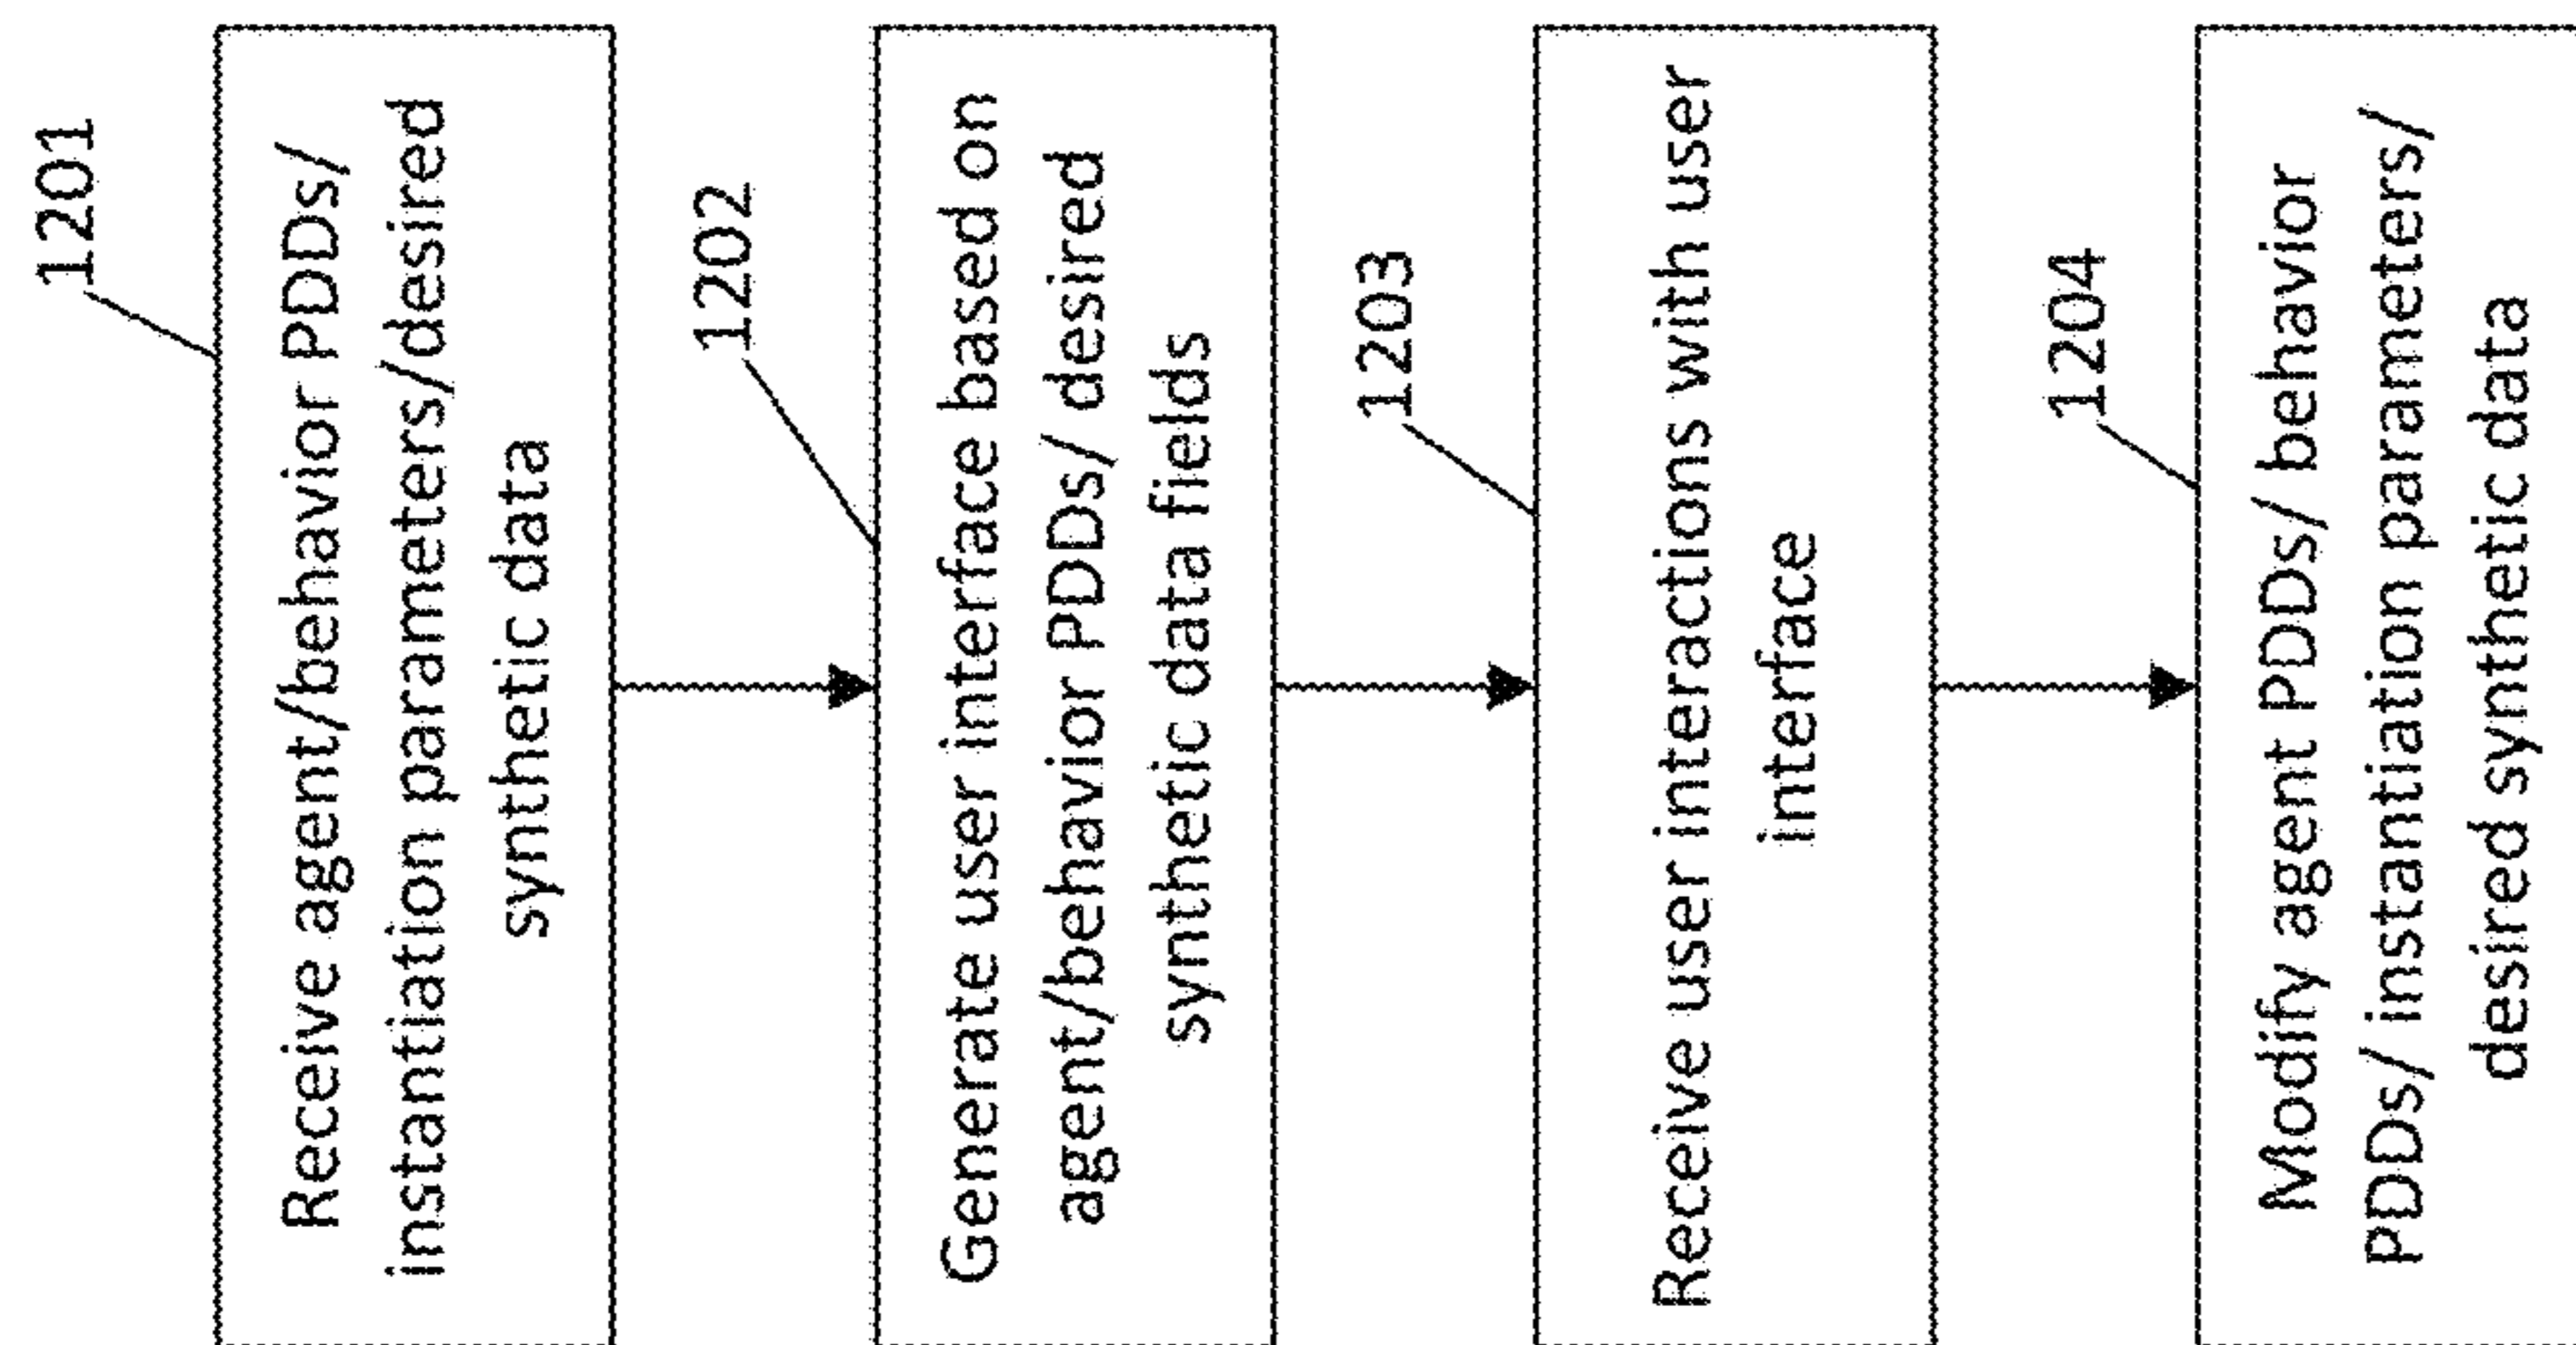 1201
Receive agent/behavior PDDs/
instantiation parameters/desired
synthetic data
1202
Generate user interface based on
agent/behavior PDDs/ desired
synthetic data fields
1203
Receive user interactions with user
interface
1204
Modify agent PDDs/ behavior
PDDs/ instantiation parameters/
desired synthetic data